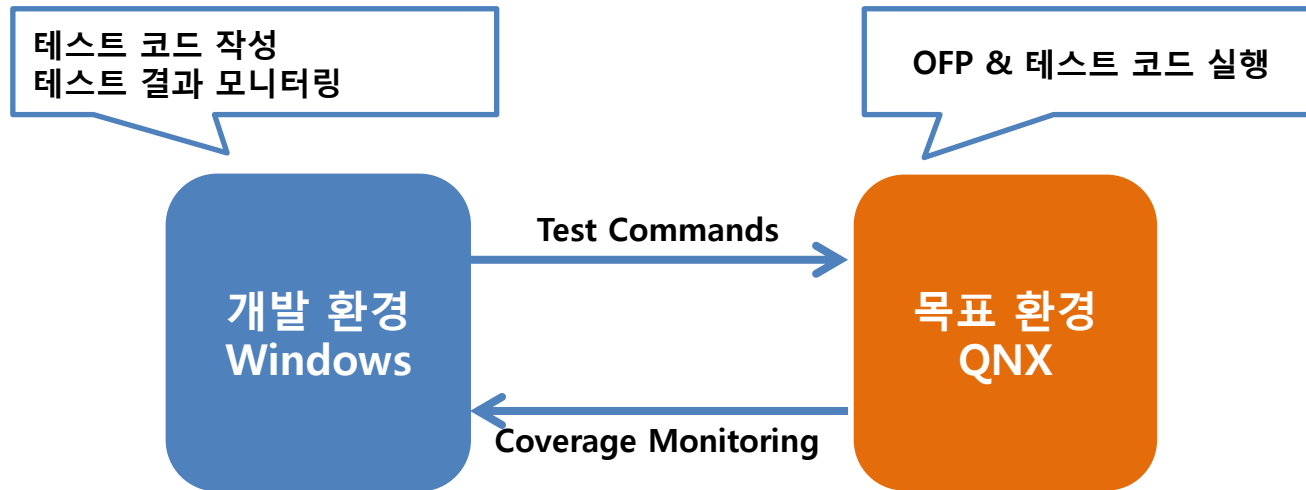 테스트 코드 작성
테스트 결과 모니터링
OFP & 테스트 코드 실행
Test Commands
개발 환경
Windows
목표 환경
QNX
Coverage Monitoring